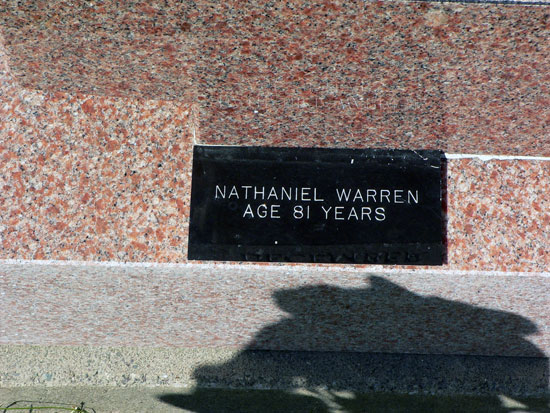 NATHANIEL WARREN
AGE 81 YEARS